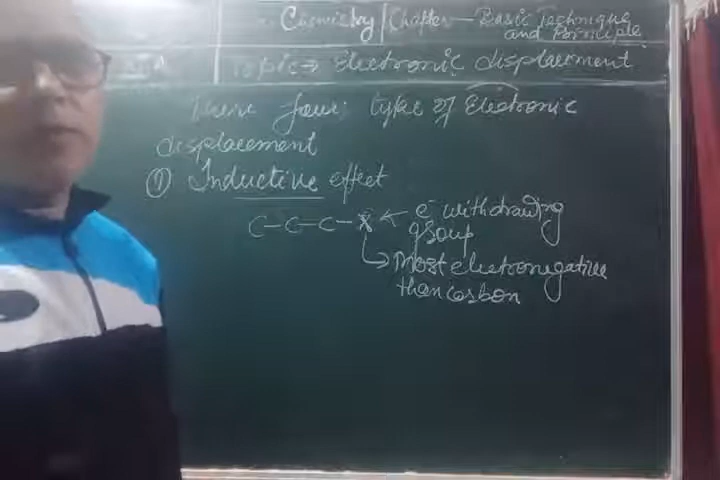 Chemistry / Chapter - Basic Technique
and Principle
Topic → Electronic displacement
There four type of Electronic
displacement
① Inductive effect
C-C-C-X ← e⁻ withdrawing
group
↳ Most electronegative
than carbon